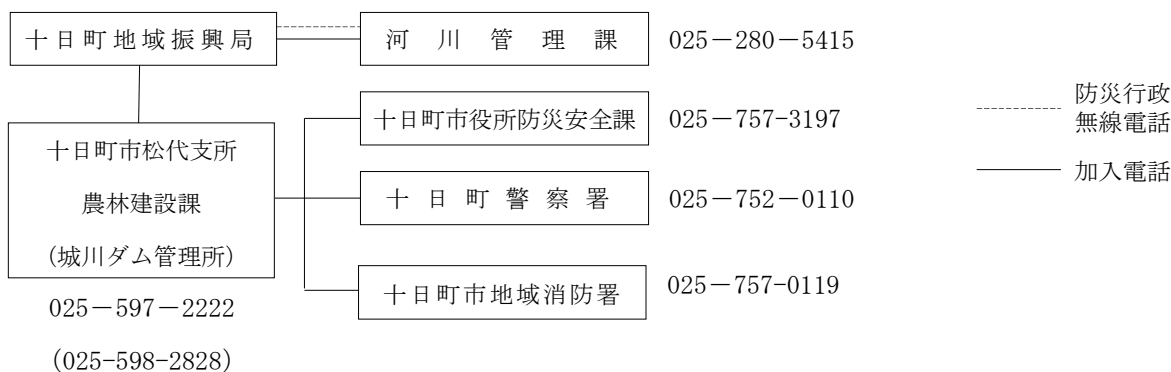 十日町地域振興局
河川管理課 025－280－5415
十日町市役所防災安全課 025－757-3197
防災行政
無線電話
十日町市松代支所
農林建設課
(城川ダム管理所)
加入電話
十日町警察署 025－752－0110
十日町市地域消防署 025－757-0119
025－597－2222
(025-598-2828)